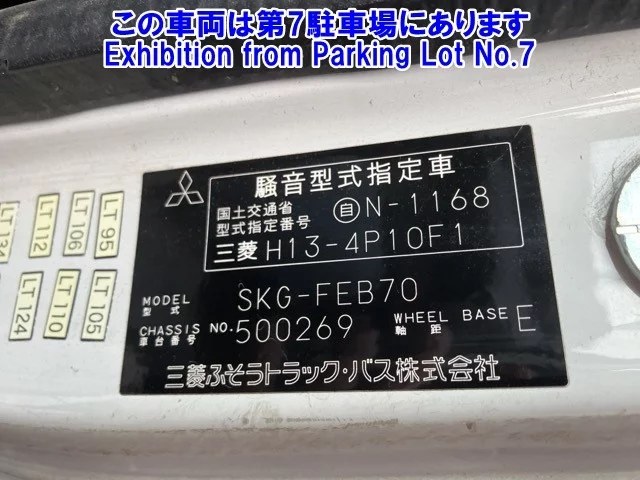 この車両は第7駐車場にあります
Exhibition from Parking Lot No.7
騒音型式指定車
国土交通省
型式指定番号
自N-1168
三菱 H13-4P10F1
MODEL
型式
SKG-FEB70
CHASSIS NO.
車台番号
500269
WHEEL BASE
軸距
E
三菱ふそうトラック・バス株式会社
LT 112
LT 106
LT 95
LT 124
LT 110
LT 105